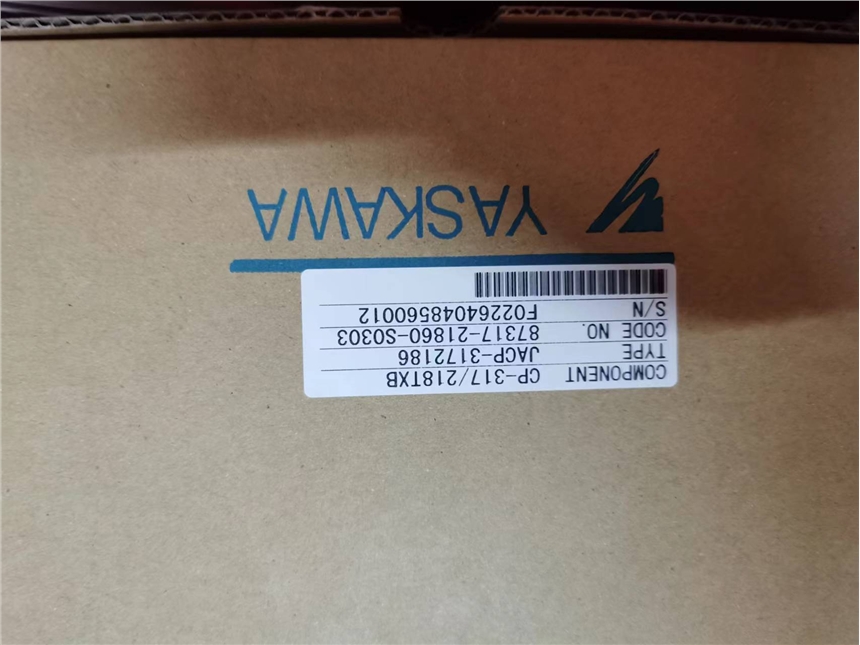 COMPONENT CP-317/218TXB
TYPE JACP-3172186
CODE NO. 87317-21860-S0303
S/N F02264048560012
YASKAWA